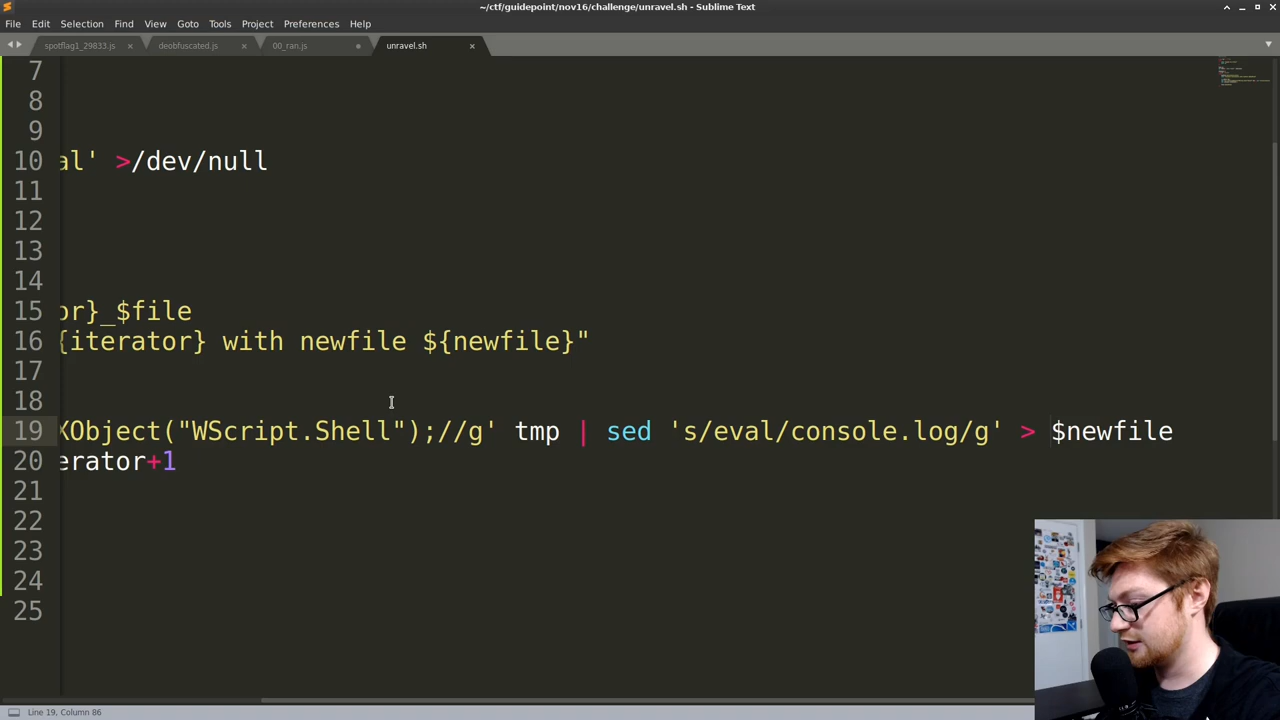 ~/ctf/guidepoint/nov16/challenge/unravel.sh - Sublime Text
File Edit Selection Find View Goto Tools Project Preferences Help
spotflag1_29833.js × deobfuscated.js × 00_ran.js unravel.sh ×
7
8
9
10 al' >/dev/null
11
12
13
14
15 or}_$file
16 {iterator} with newfile ${newfile}"
17
18
19 XObject("WScript.Shell");//g' tmp | sed 's/eval/console.log/g' > $newfile
20 erator+1
21
22
23
24
25
Line 19, Column 86